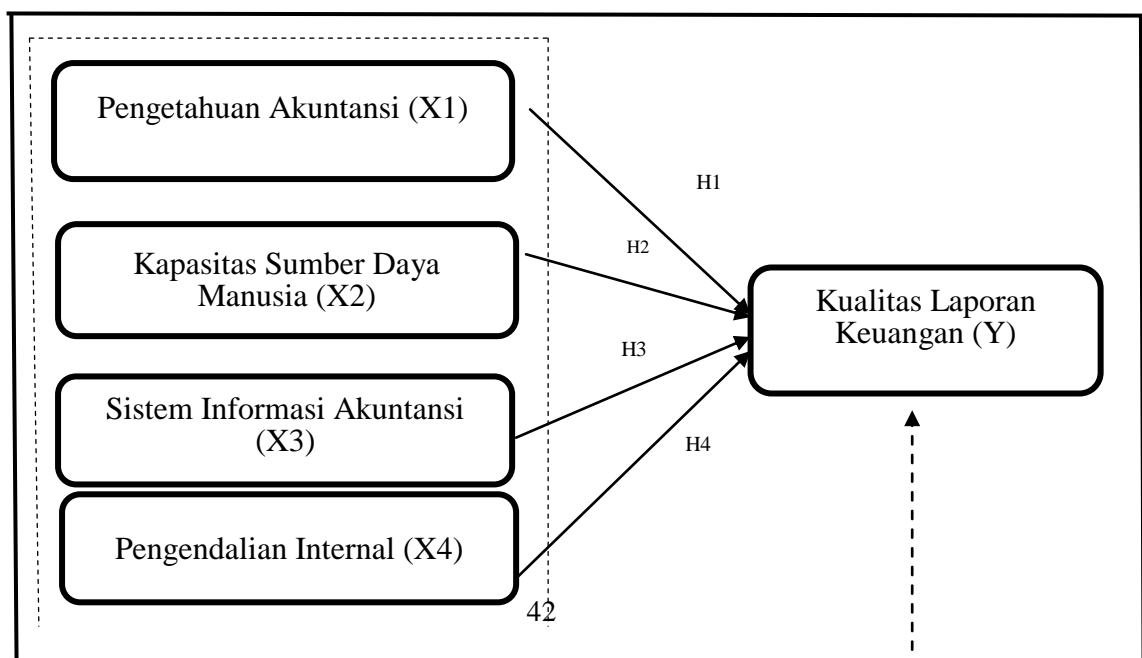 Pengetahuan Akuntansi (X1)
H1
H2
Kapasitas Sumber Daya
Manusia (X2)
Kualitas Laporan
Keuangan (Y)
H3
Sistem Informasi Akuntansi
(X3)
H4
Pengendalian Internal (X4)
42